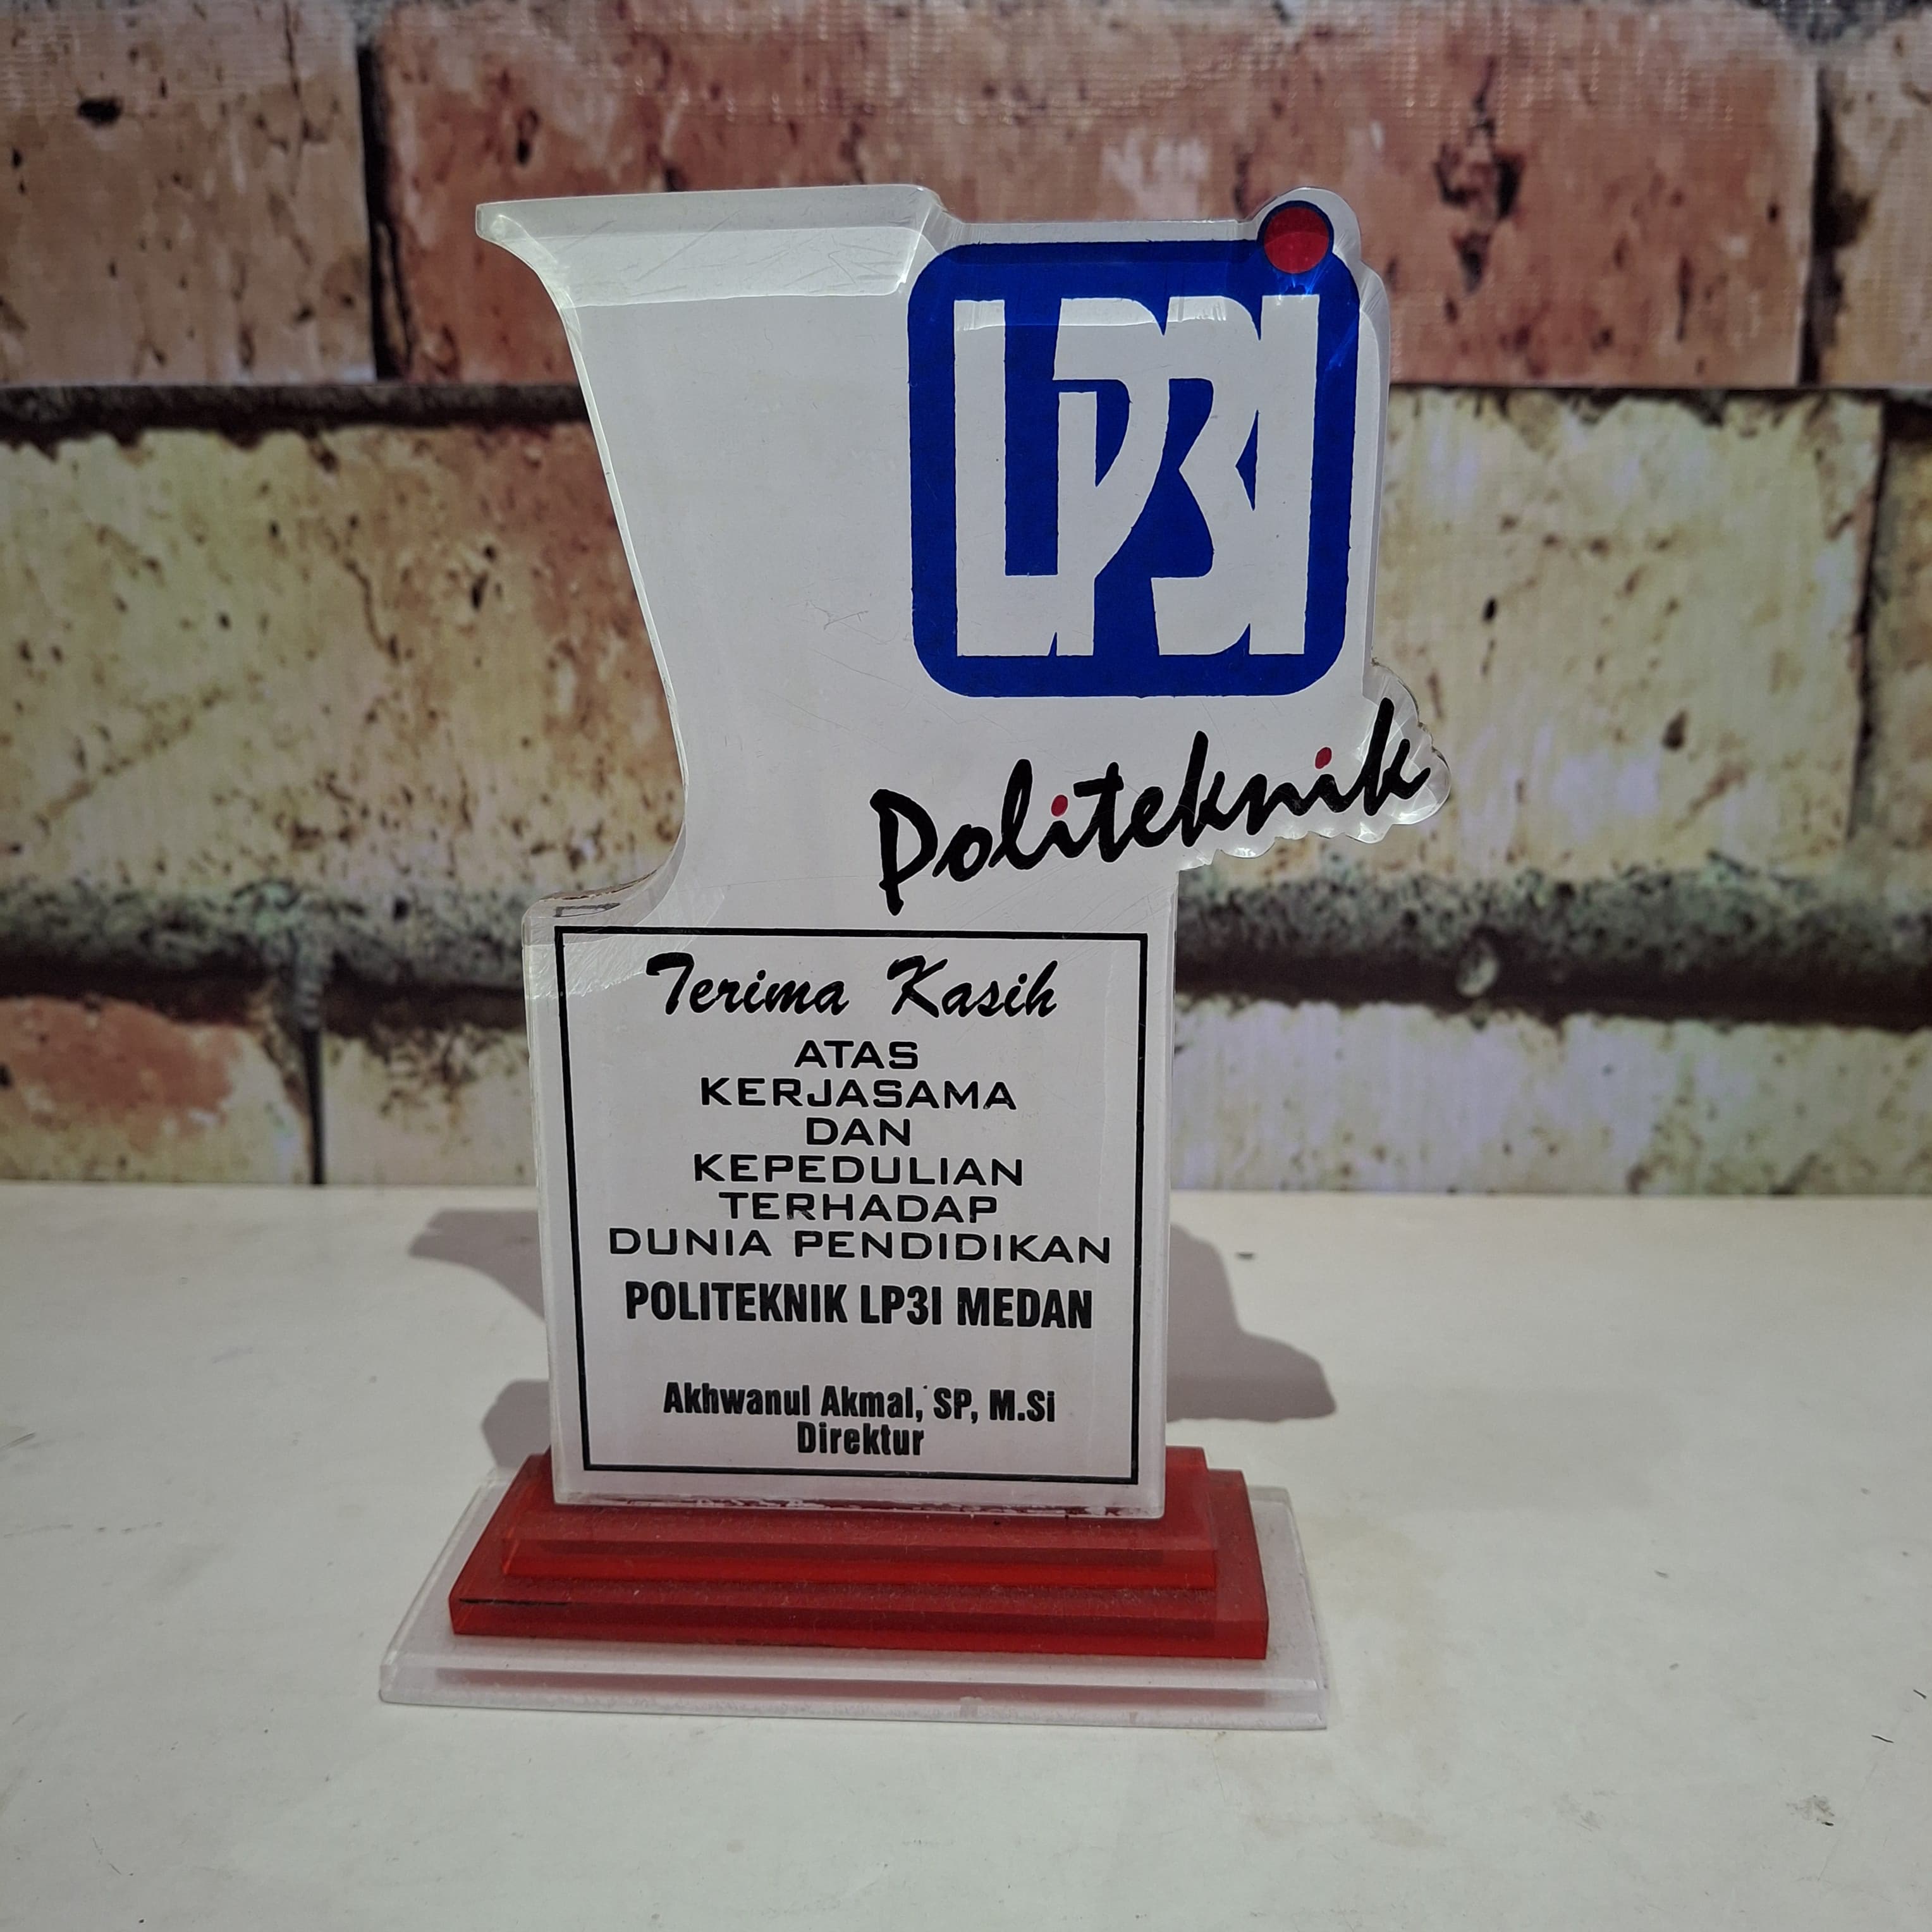 LP3I
Politeknik
Terima Kasih
ATAS
KERJASAMA
DAN
KEPEDULIAN
TERHADAP
DUNIA PENDIDIKAN
POLITEKNIK LP3I MEDAN
Akhwanul Akmal, SP, M.Si
Direktur